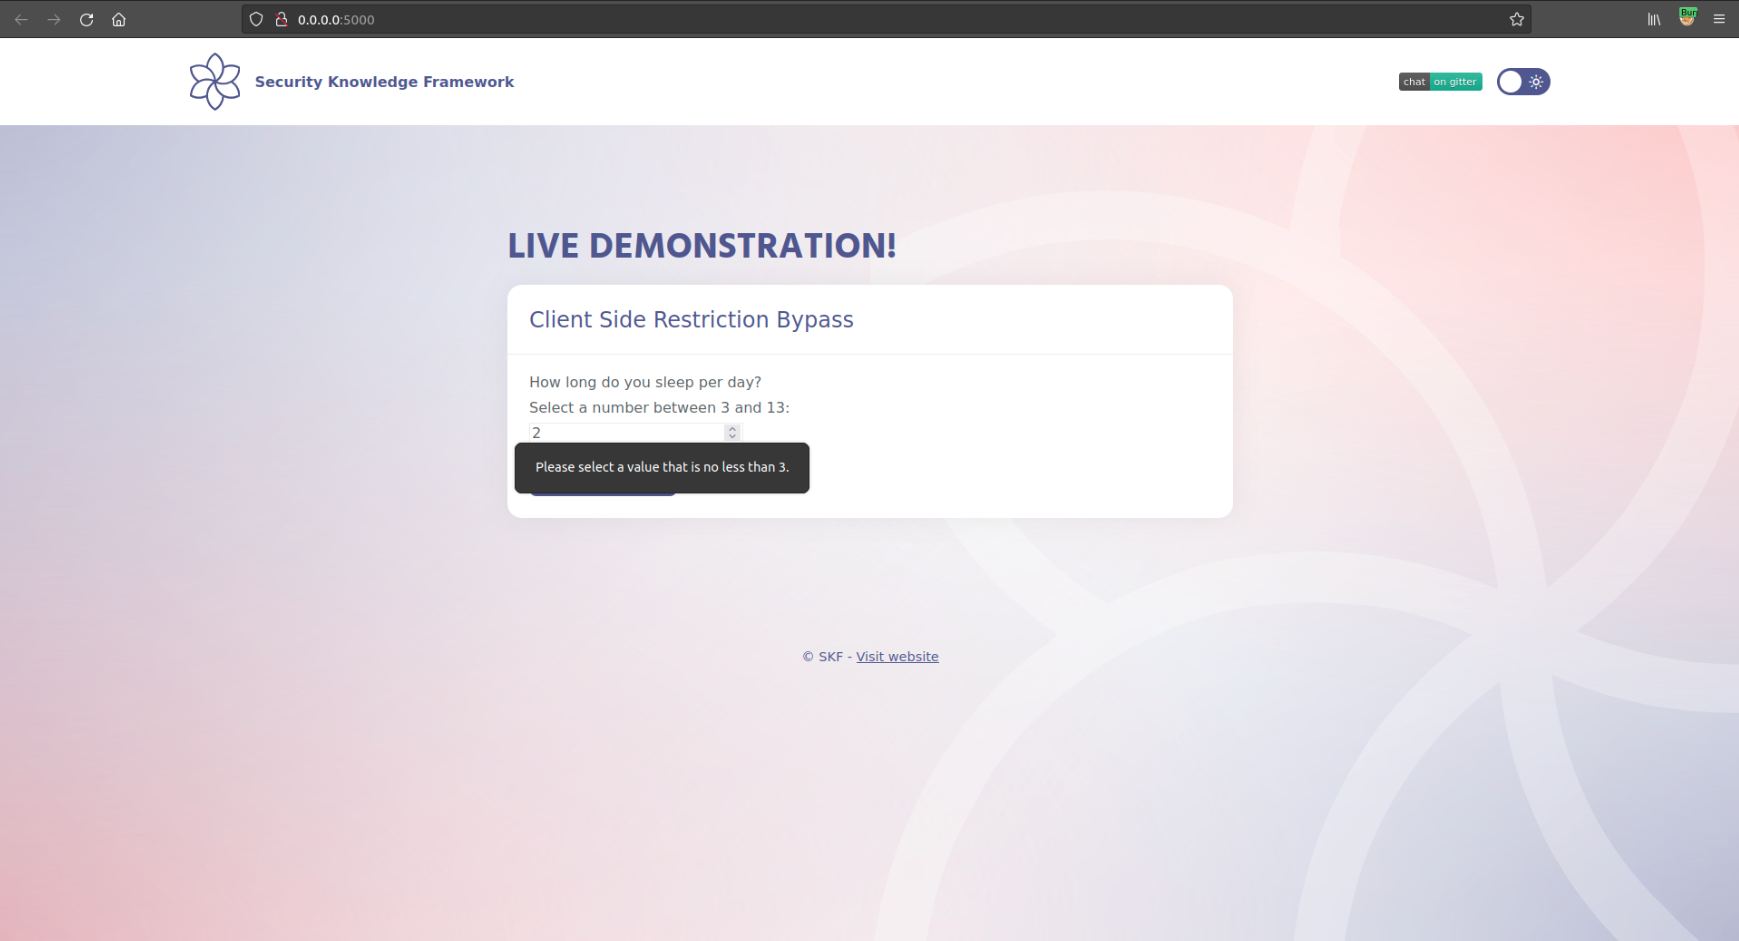 0.0.0.0:5000
Security Knowledge Framework
chat on gitter
LIVE DEMONSTRATION!
Client Side Restriction Bypass
How long do you sleep per day?
Select a number between 3 and 13:
2
Please select a value that is no less than 3.
© SKF - Visit website